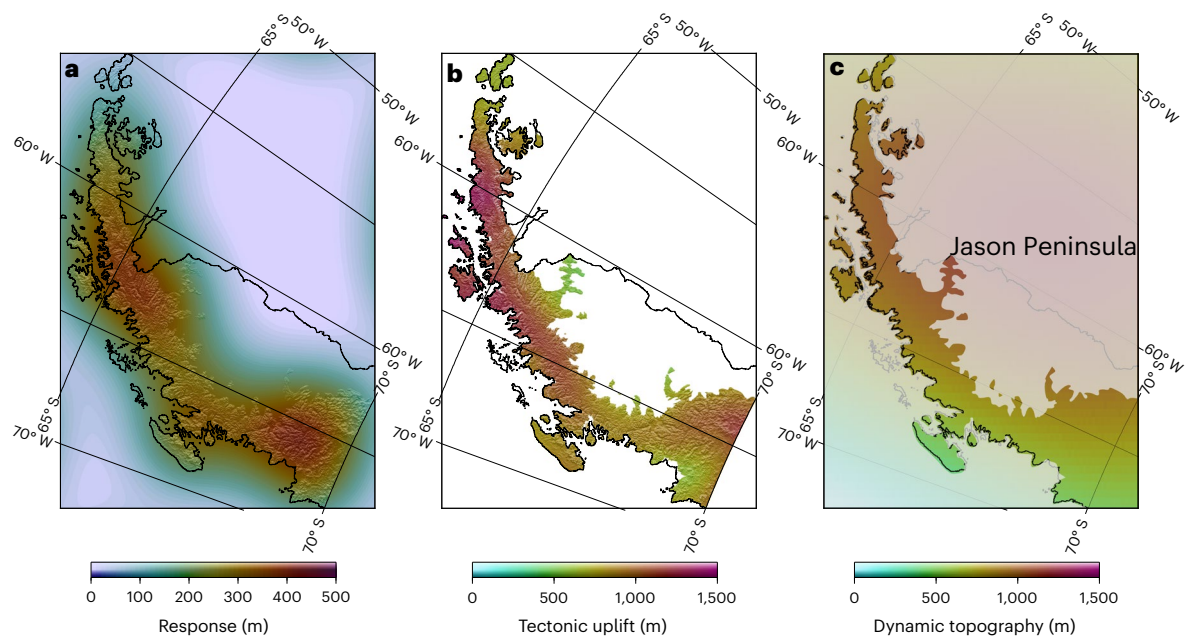 65° S
50° W
65° S
50° W
65° S
50° W
a
b
c
50° W
50° W
50° W
60° W
60° W
60° W
Jason Peninsula
60° W
60° W
60° W
70° S
70° S
70° S
65° S
65° S
65° S
70° W
70° W
70° W
70° S
70° S
70° S
0 100 200 300 400 500
0 500 1,000 1,500
0 500 1,000 1,500
Response (m)
Tectonic uplift (m)
Dynamic topography (m)